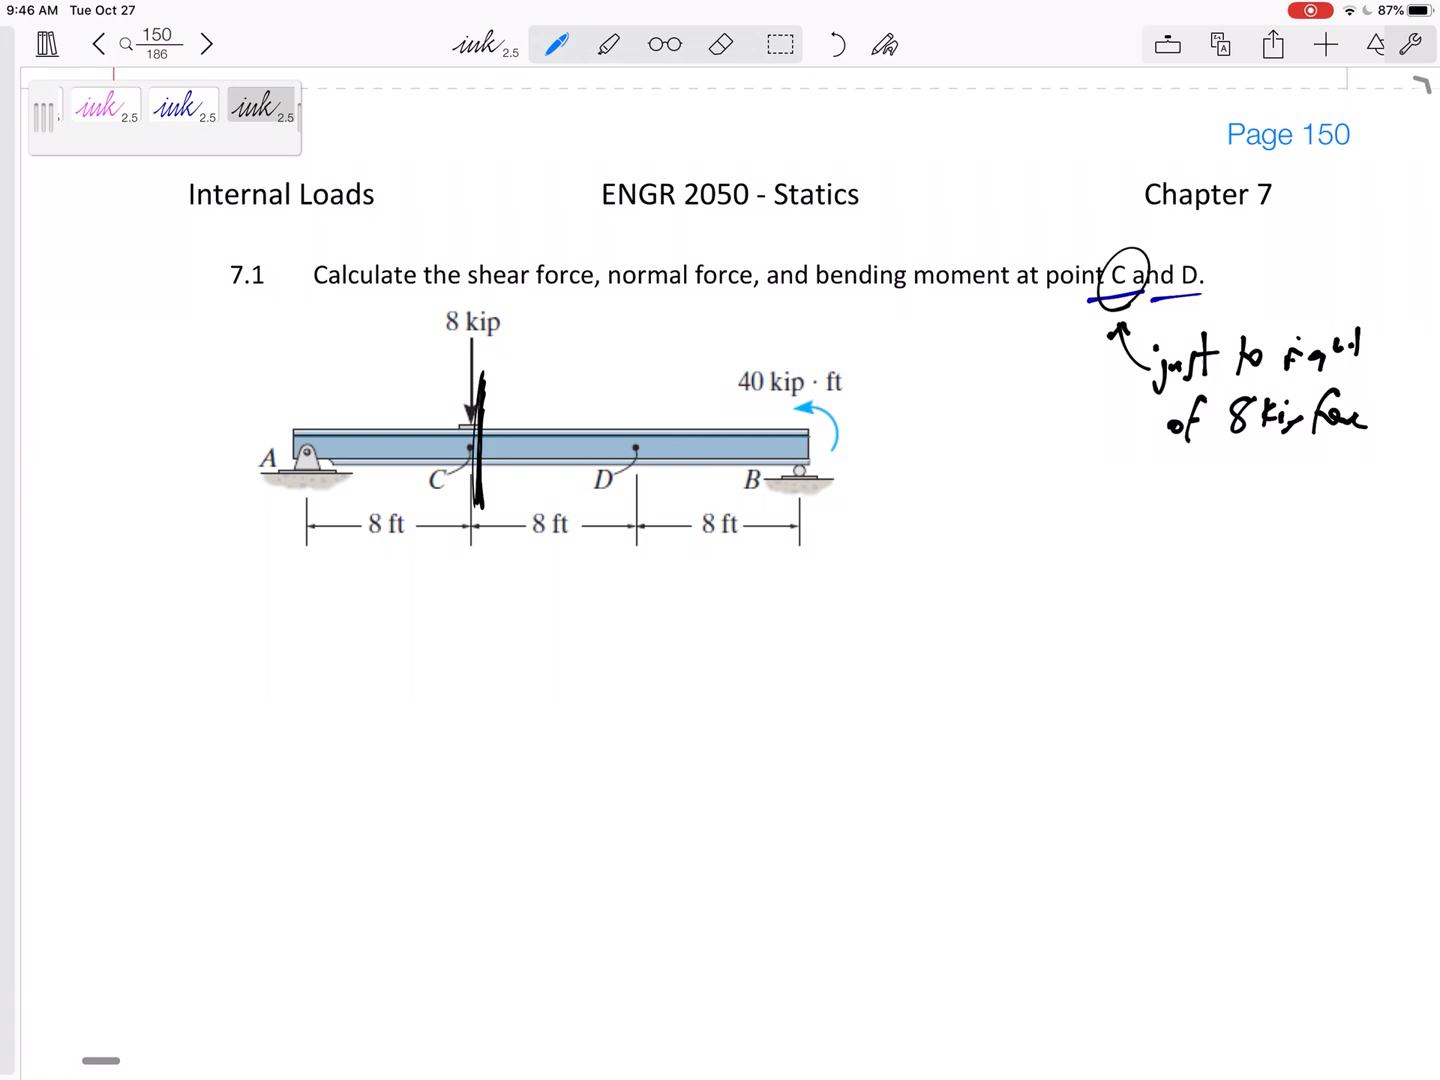 9:46 AM Tue Oct 27
87%
150
186
ink 2.5
ink 2.5
ink 2.5
ink 2.5
Page 150
Internal Loads ENGR 2050 - Statics Chapter 7
7.1 Calculate the shear force, normal force, and bending moment at point C and D.
8 kip
just to right
of 8 kip force
40 kip · ft
A
C
D
B
8 ft 8 ft 8 ft